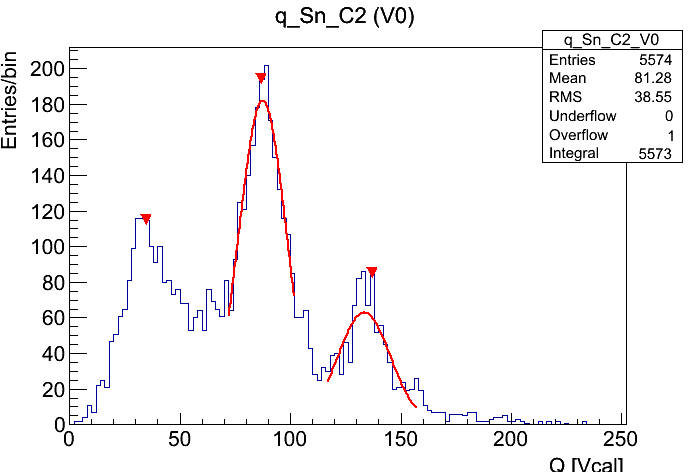 q_Sn_C2 (V0)
q_Sn_C2_V0
Entries 5574
Mean 81.28
RMS 38.55
Underflow 0
Overflow 1
Integral 5573
Entries/bin
200
180
160
140
120
100
80
60
40
20
0
0 50 100 150 200 250
Q [Vcal]